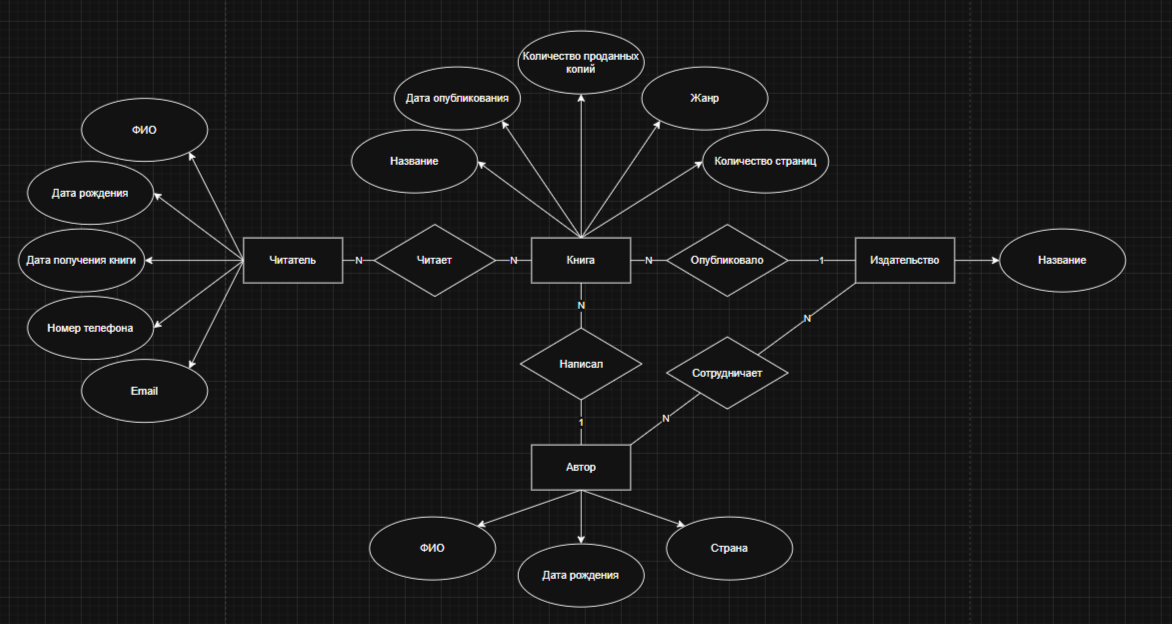 Количество проданных
копий
Дата опубликования
Жанр
ФИО
Название
Количество страниц
Дата рождения
Дата получения книги
Читатель
N
Читает
N
Книга
N
Опубликовало
1
Издательство
Название
Номер телефона
N
N
Написал
Сотрудничает
Email
N
1
Автор
ФИО
Страна
Дата рождения